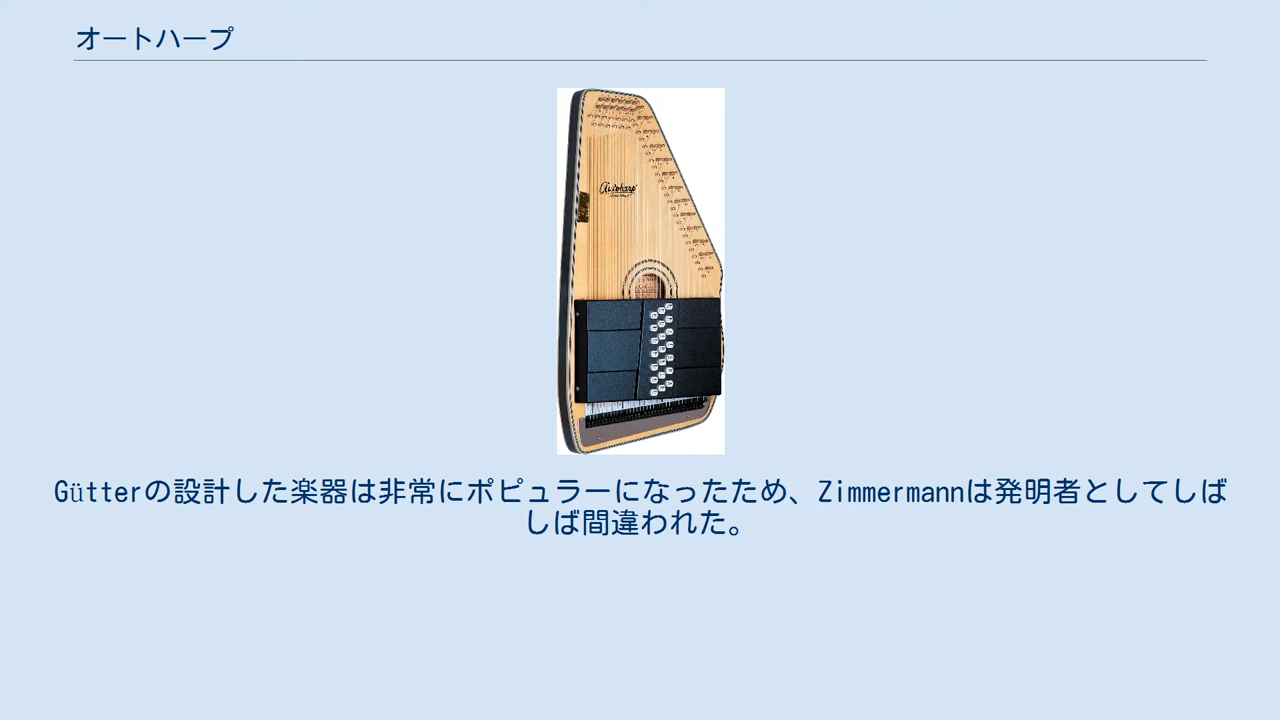 オートハープ
Autoharp
Gütterの設計した楽器は非常にポピュラーになったため、Zimmermannは発明者としてしば
しば間違われた。